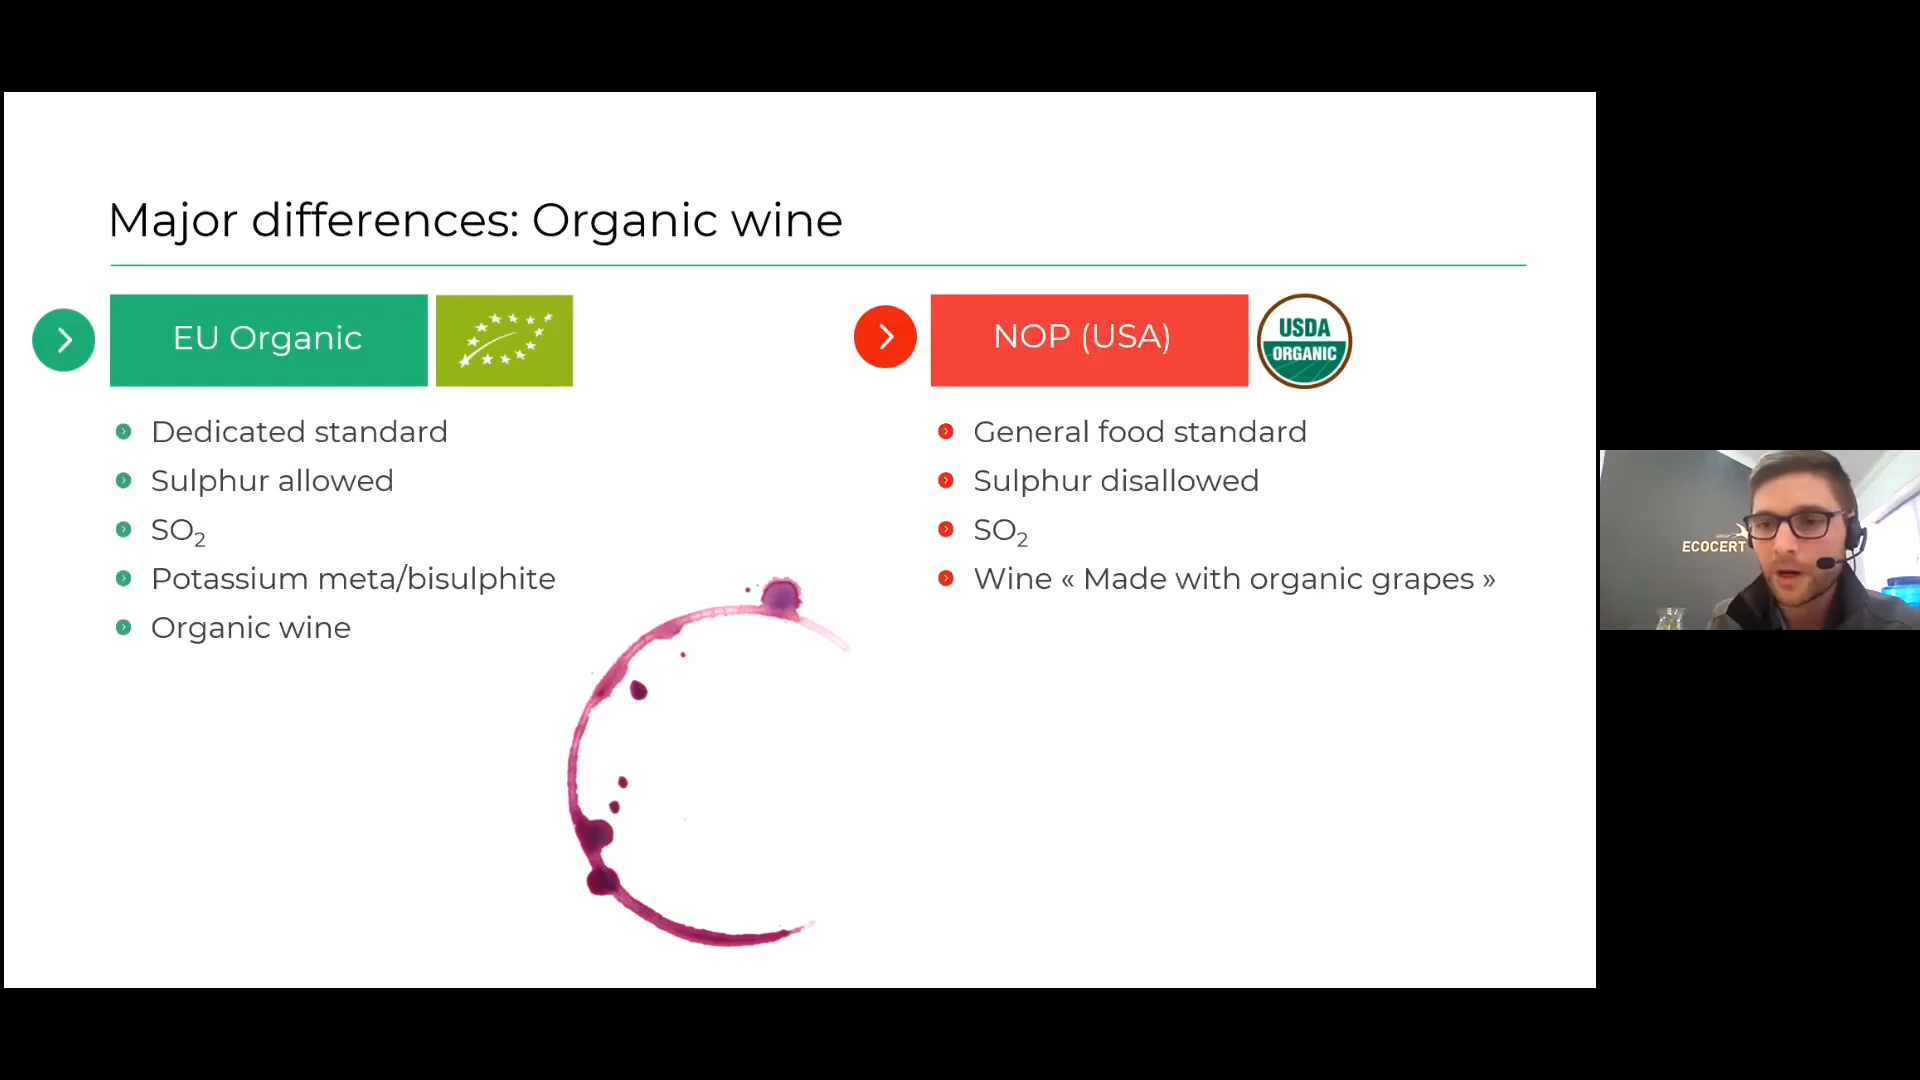 Major differences: Organic wine
EU Organic
Dedicated standard
Sulphur allowed
SO₂
Potassium meta/bisulphite
Organic wine
NOP (USA)
USDA
ORGANIC
General food standard
Sulphur disallowed
SO₂
Wine « Made with organic grapes »
ECOCERT